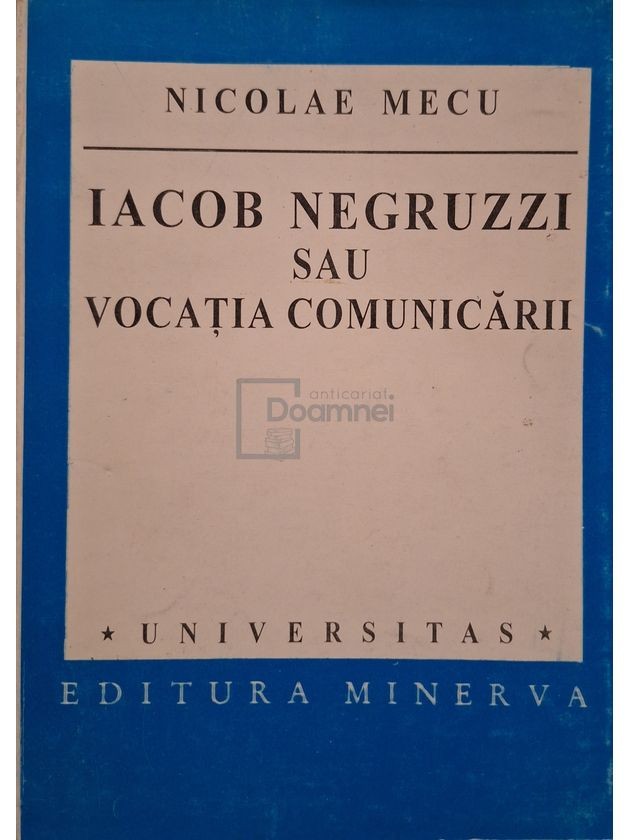 NICOLAE MECU
IACOB NEGRUZZI
SAU
VOCAȚIA COMUNICĂRII
anticariat
Doamnei
★ UNIVERSITAS ★
EDITURA MINERVA